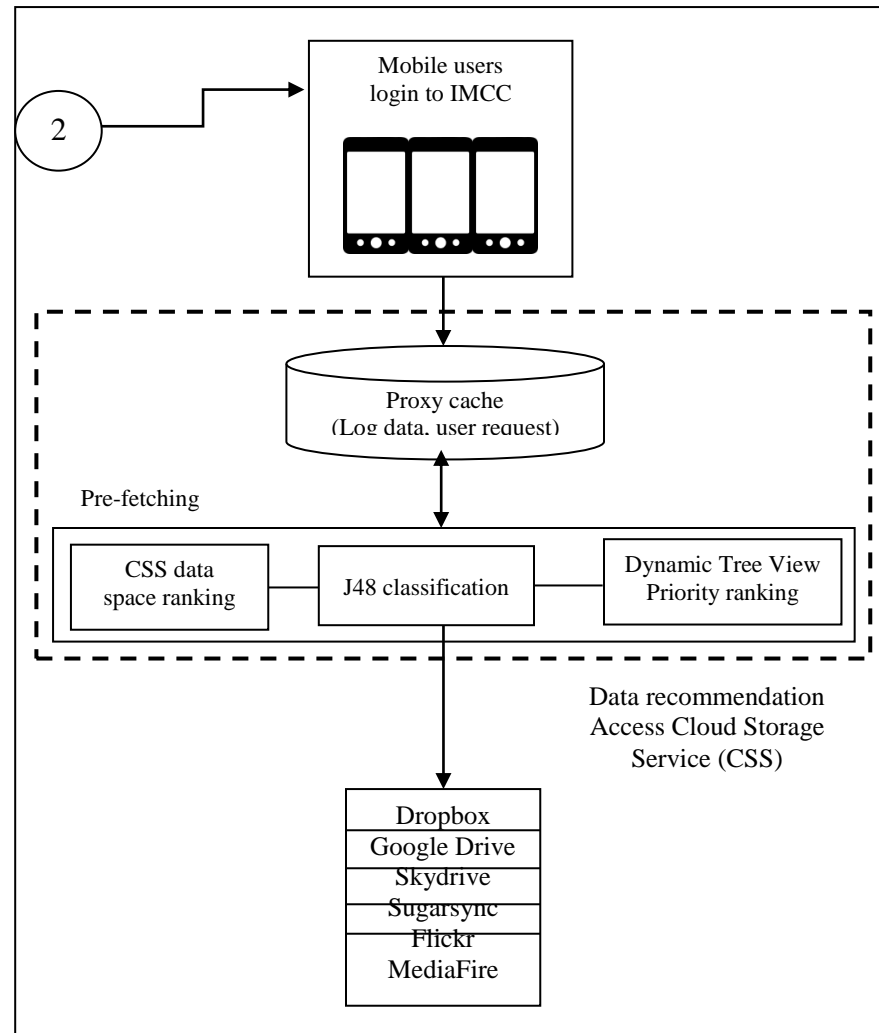 Mobile users
login to IMCC
2
Proxy cache
(Log data, user request)
Pre-fetching
CSS data
space ranking
J48 classification
Dynamic Tree View
Priority ranking
Data recommendation
Access Cloud Storage
Service (CSS)
Dropbox
Google Drive
Skydrive
Sugarsync
Flickr
MediaFire